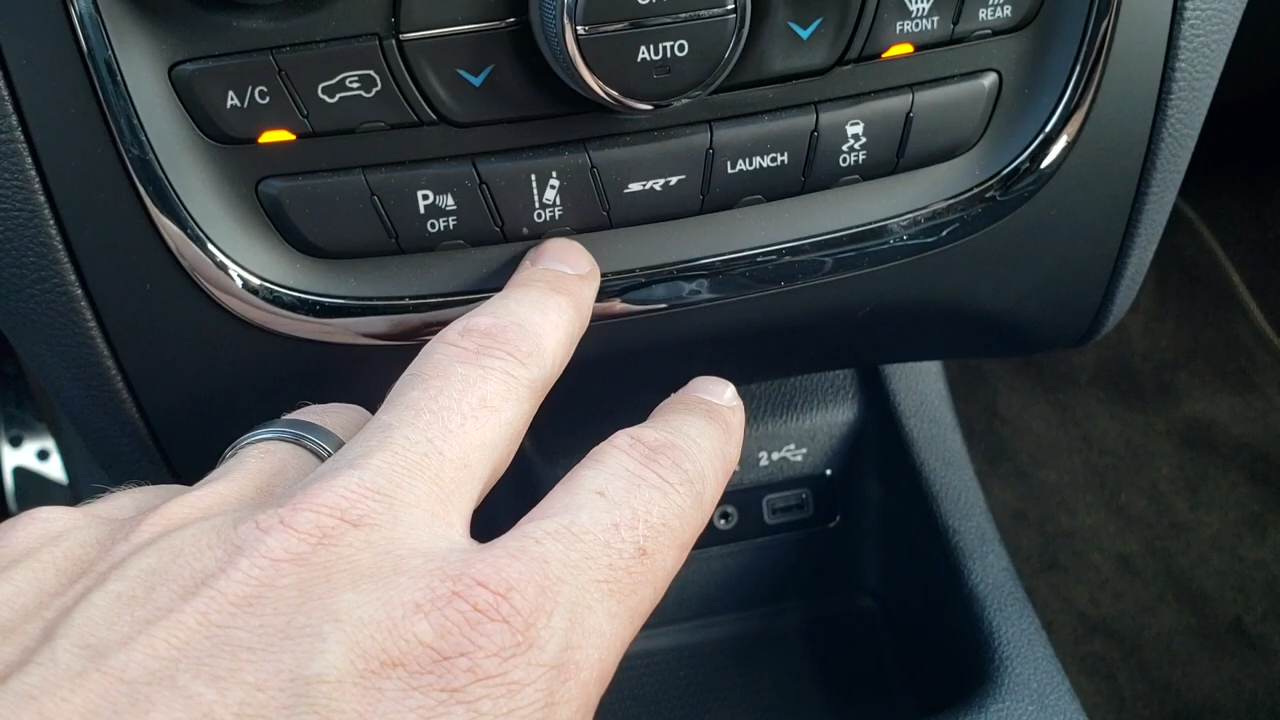 AUTO
FRONT
REAR
A/C
P
OFF
OFF
SRT
LAUNCH
OFF
2